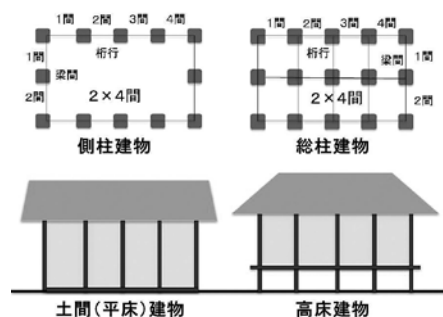 1間 2間 3間 4間
桁行
1間
梁間
2間
2×4間
側柱建物
1間 2間 3間 4間
桁行
梁間
1間
2×4間
2間
総柱建物
土間(平床)建物
高床建物